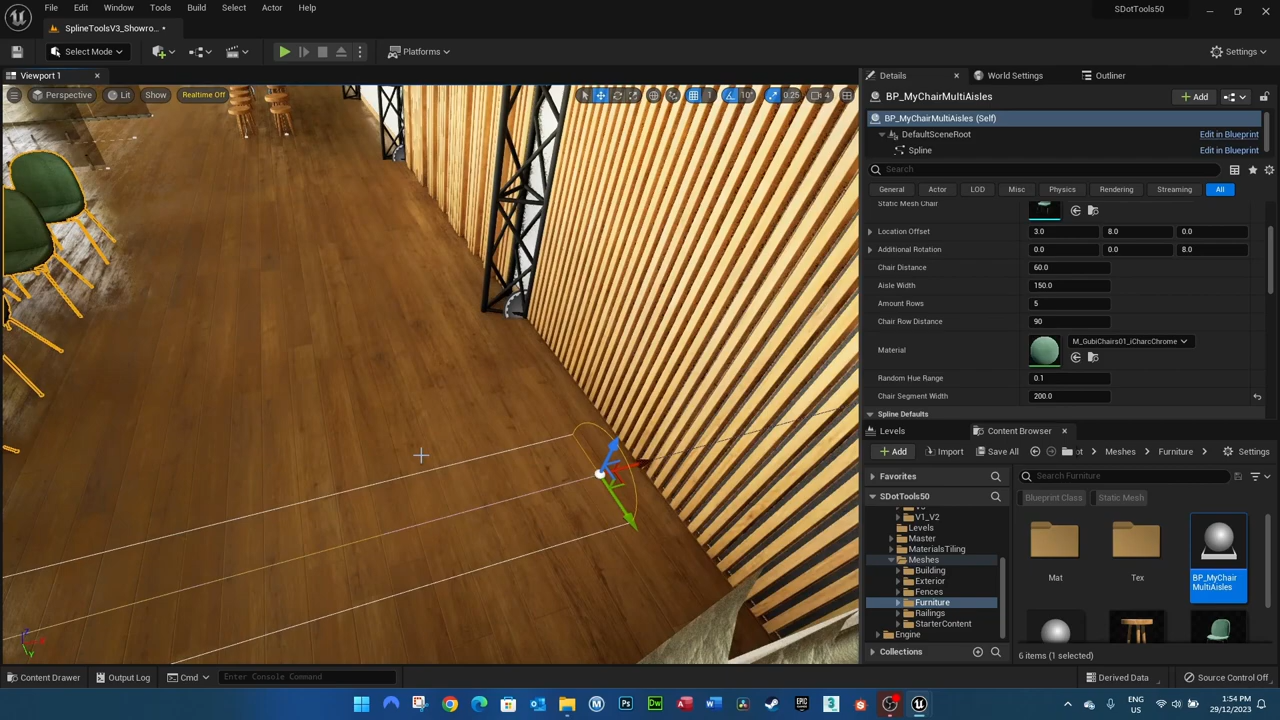 File Edit Window Tools Build Select Actor Help
SDotTools50
SplineToolsV3_Showro... •
Select Mode
Platforms
Settings
Viewport 1
Details
World Settings
Outliner
Perspective
Lit
Show
Realtime Off
1
10°
0.25
4
BP_MyChairMultiAisles
Add
BP_MyChairMultiAisles (Self)
DefaultSceneRoot
Edit in Blueprint
Spline
Edit in Blueprint
Search
General
Actor
LOD
Misc
Physics
Rendering
Streaming
All
Static Mesh Chair
Location Offset
3.0
8.0
0.0
Additional Rotation
0.0
0.0
8.0
Chair Distance
60.0
Aisle Width
150.0
Amount Rows
5
Chair Row Distance
90
Material
M_GubiChairs01_iCharcChrome
Random Hue Range
0.1
Chair Segment Width
200.0
Spline Defaults
Levels
Content Browser
Add
Import
Save All
ot
Meshes
Furniture
Settings
Favorites
Search Furniture
SDotTools50
Blueprint Class
Static Mesh
V1_V2
Levels
Master
MaterialsTiling
Meshes
Building
Exterior
Fences
Furniture
Railings
StarterContent
Engine
Mat
Tex
BP_MyChair
MultiAisles
Collections
6 items (1 selected)
Content Drawer
Output Log
Cmd
Enter Console Command
Derived Data
Source Control Off
ENG
US
1:54 PM
29/12/2023